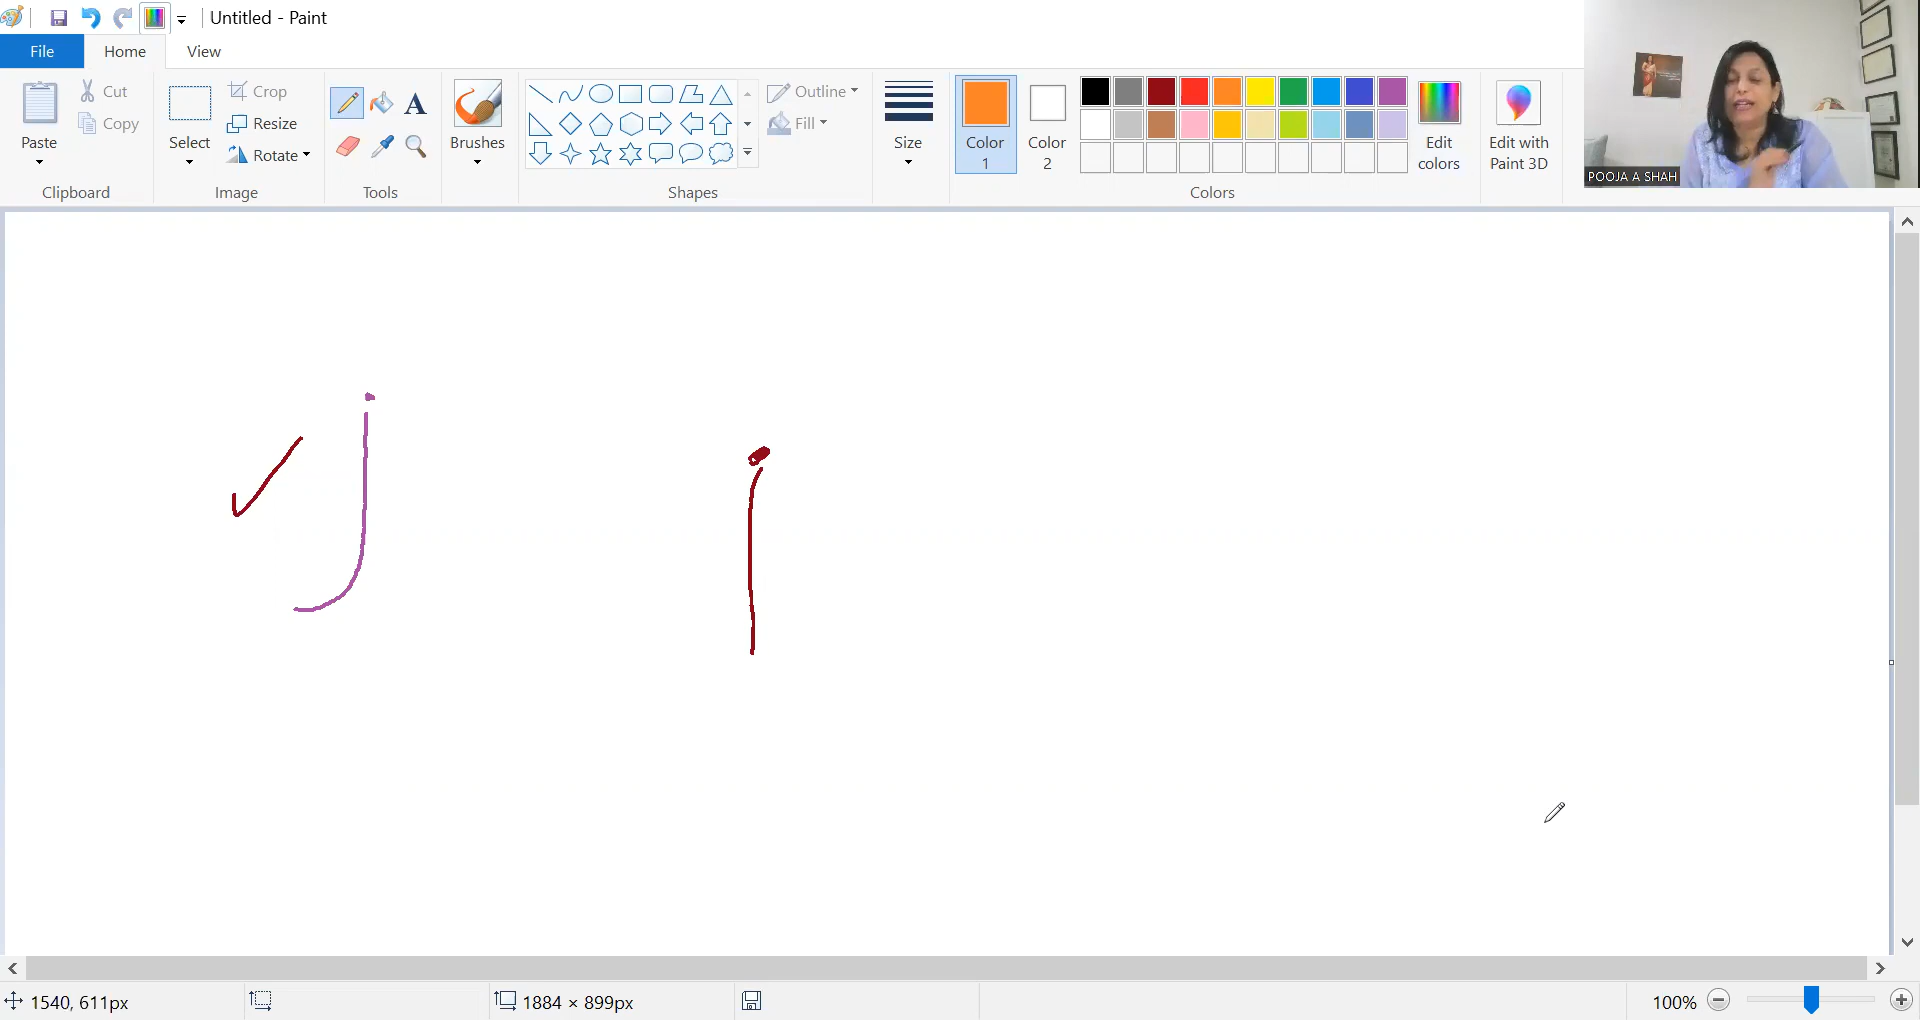 Untitled - Paint
File Home View
Paste
Cut
Copy
Clipboard
Select
Crop
Resize
Rotate
Image
A
Tools
Brushes
Shapes
Outline
Fill
Size
Color 1
Color 2
Colors
Edit colors
Edit with Paint 3D
POOJA A SHAH
j i
1540, 611px
1884 × 899px
100%